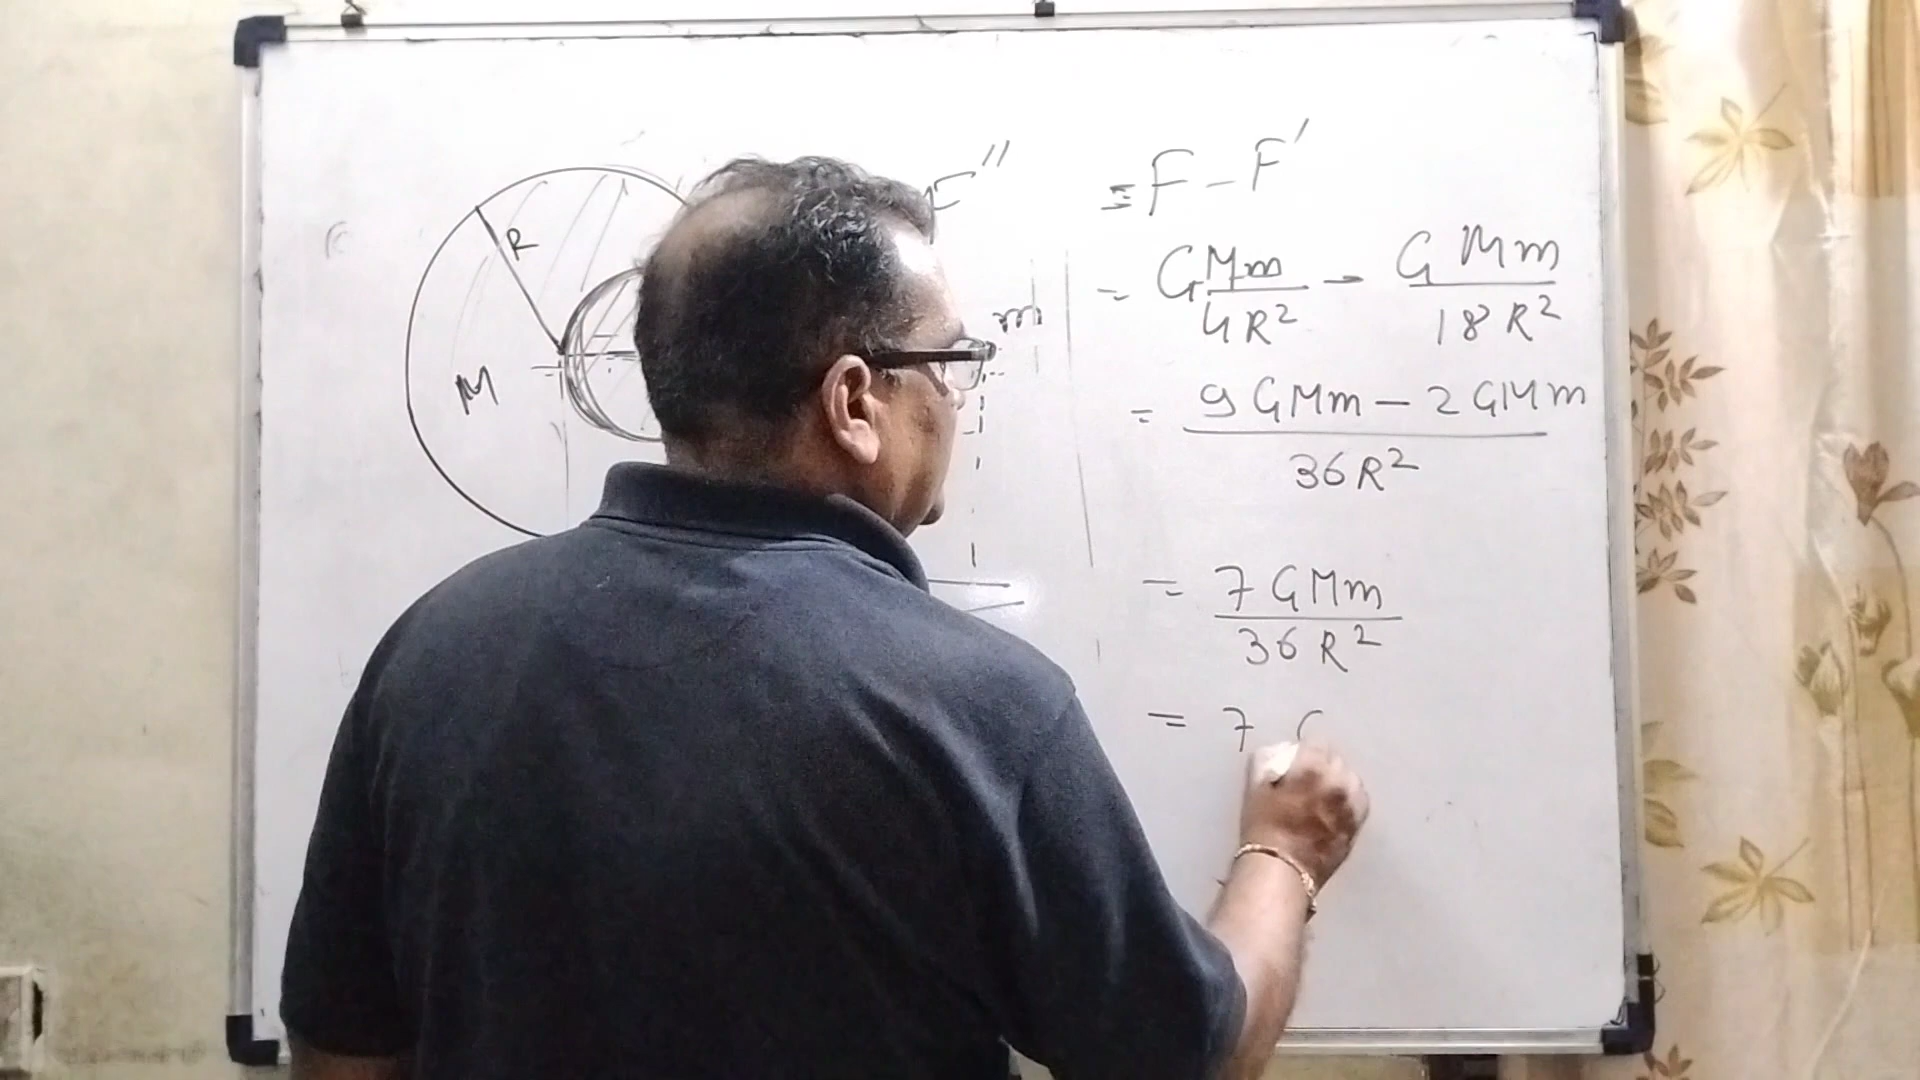 R
M
m
F''
= F - F'
= GMm/4R² - GMm/18R²
= 9GMm - 2GMm/36R²
= 7GMm/36R²
= 7 G